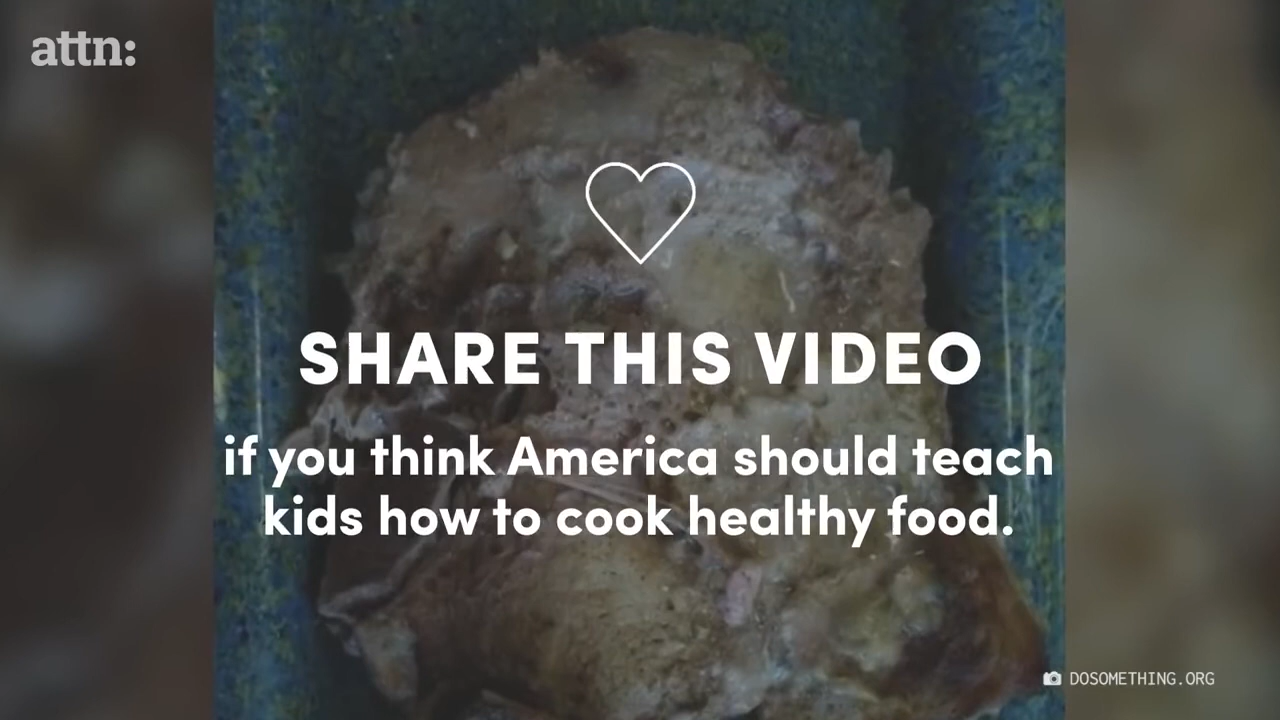 attn:
SHARE THIS VIDEO
if you think America should teach
kids how to cook healthy food.
DOSOMETHING.ORG